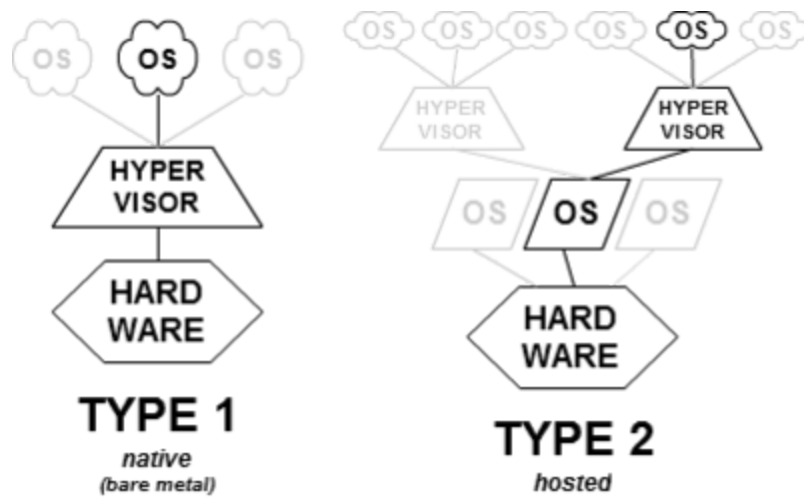 OS OS OS
HYPER
VISOR
HARD
WARE
TYPE 1
native
(bare metal)
OS OS OS OS OS OS
HYPER
VISOR
HYPER
VISOR
OS OS OS
HARD
WARE
TYPE 2
hosted